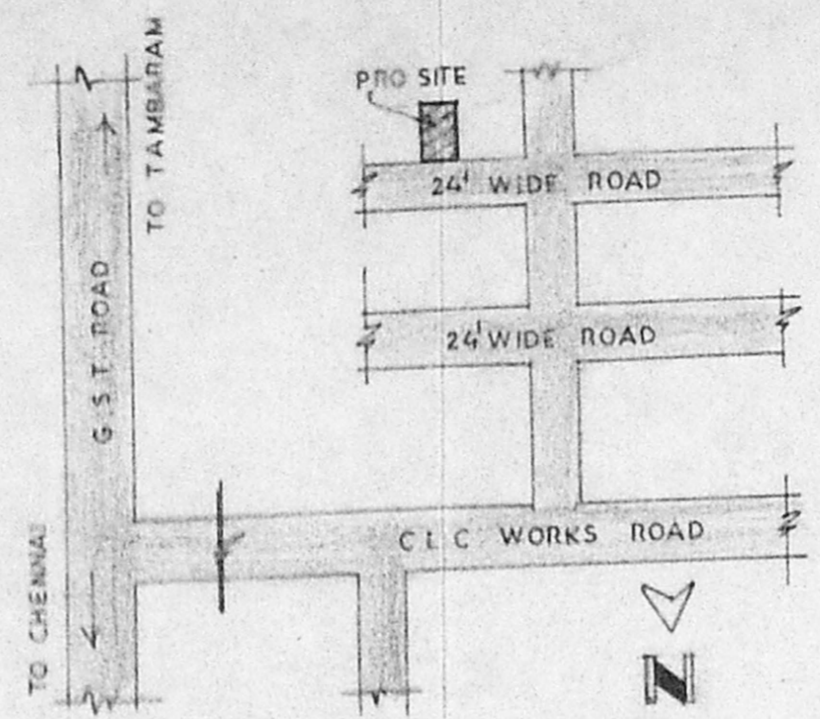 PRO SITE
TO TAMBARAM
24' WIDE ROAD
G.S.T. ROAD
24' WIDE ROAD
C L C WORKS ROAD
TO CHENNAI
N